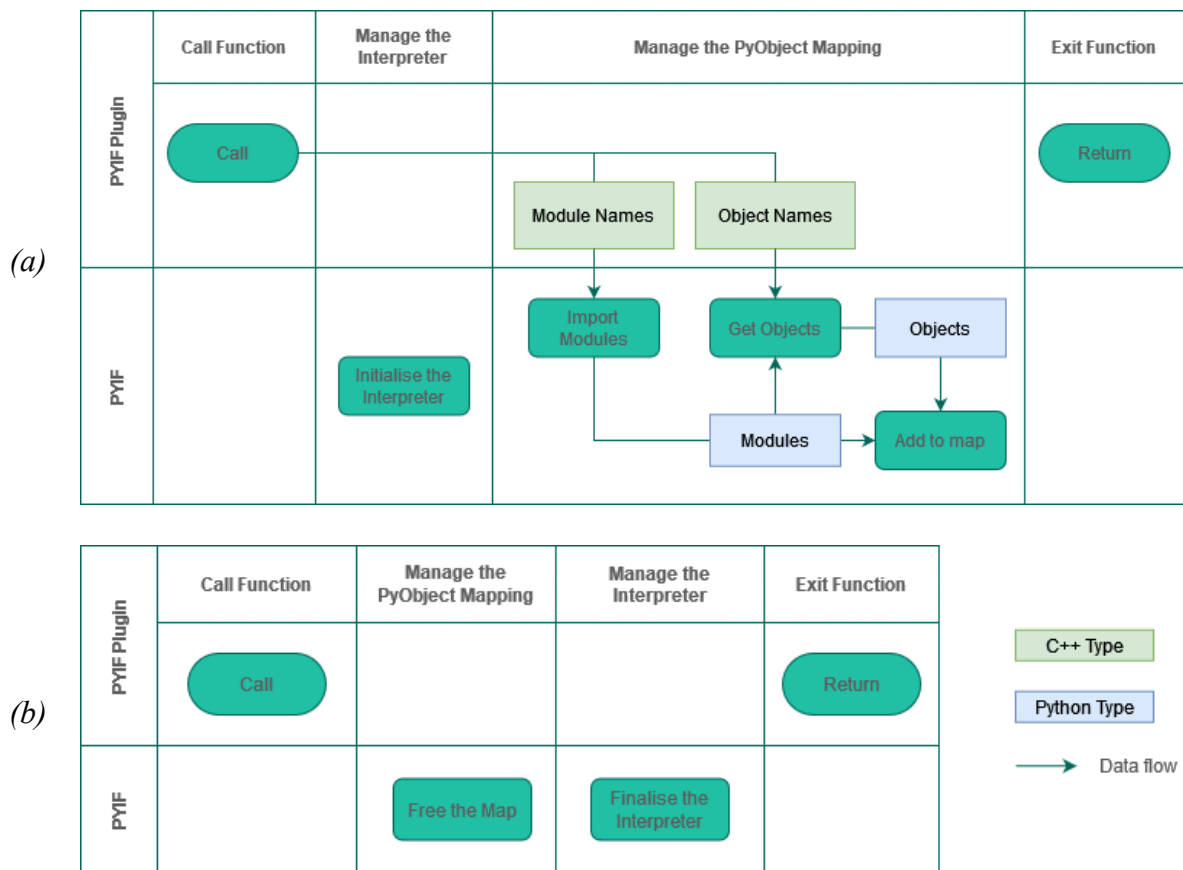 Call Function
Manage the
Interpreter
Manage the PyObject Mapping
Exit Function
PYIF Plugin
Call
Return
Module Names
Object Names
(a)
PYIF
Import
Modules
Get Objects
Objects
Initialise the
Interpreter
Modules
Add to map
Call Function
Manage the
PyObject Mapping
Manage the
Interpreter
Exit Function
PYIF Plugin
Call
Return
C++ Type
(b)
Python Type
Data flow
PYIF
Free the Map
Finalise the
Interpreter